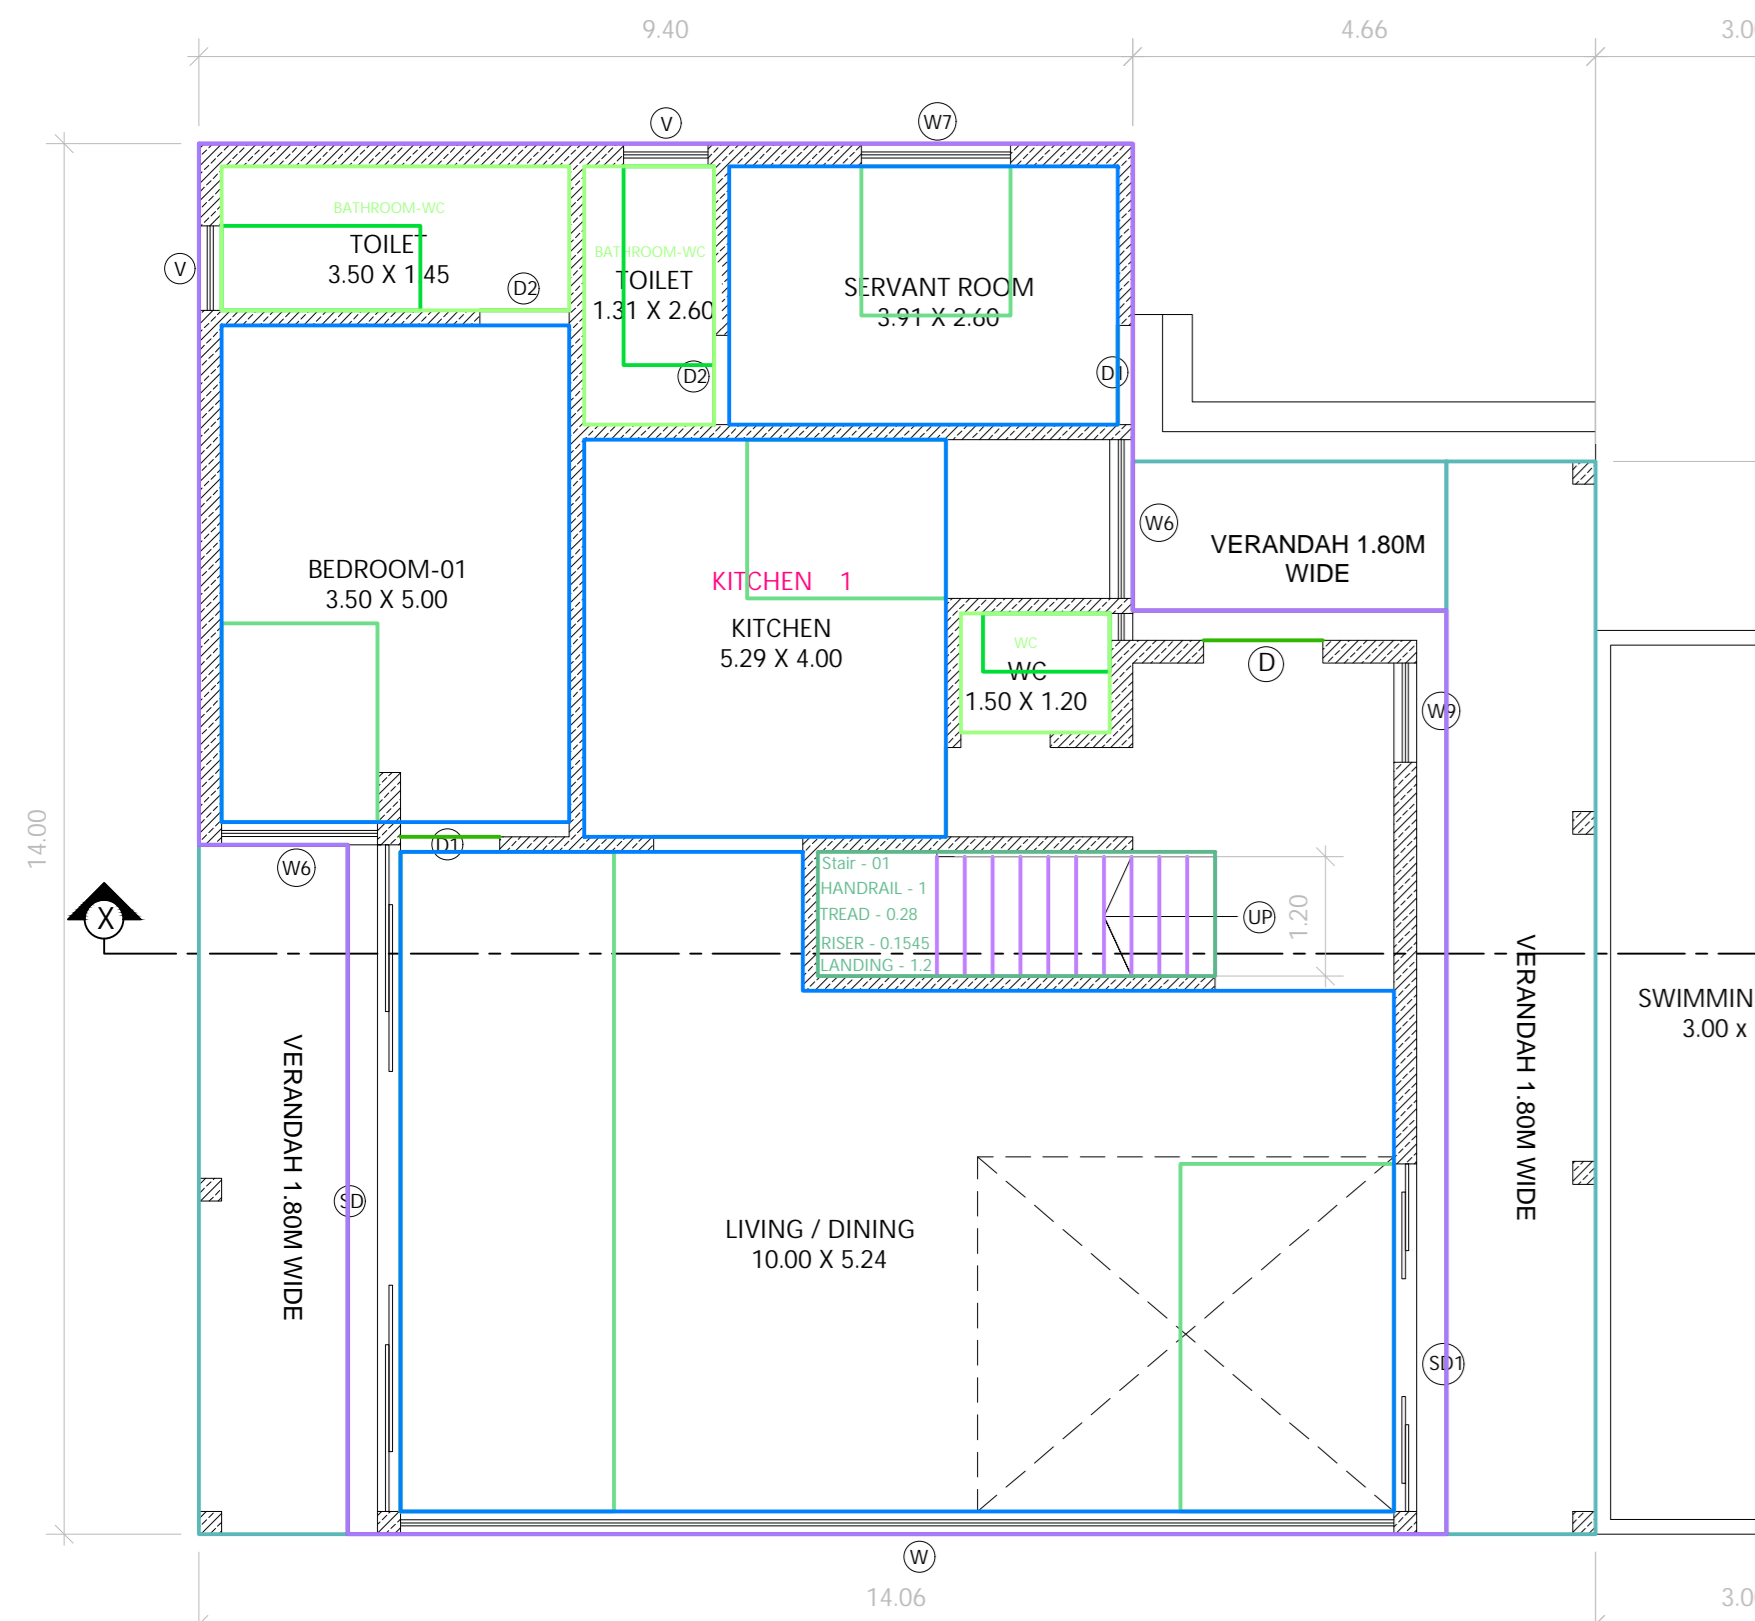 9.40
4.66
3.0
V
W7
BATHROOM-WC
TOILET
3.50 X 1.45
V
D2
BATHROOM-WC
TOILET
1.31 X 2.60
D2
SERVANT ROOM
3.91 X 2.60
D1
BEDROOM-01
3.50 X 5.00
KITCHEN 1
KITCHEN
5.29 X 4.00
W6
VERANDAH 1.80M
WIDE
WC
WC
1.50 X 1.20
D
W9
14.00
W6
D1
Stair - 01
HANDRAIL - 1
TREAD - 0.28
RISER - 0.1545
LANDING - 1.2
UP
1.20
X
VERANDAH 1.80M WIDE
SD
VERANDAH 1.80M WIDE
SWIMMIN
3.00 x
LIVING / DINING
10.00 X 5.24
SD1
W
14.06
3.0